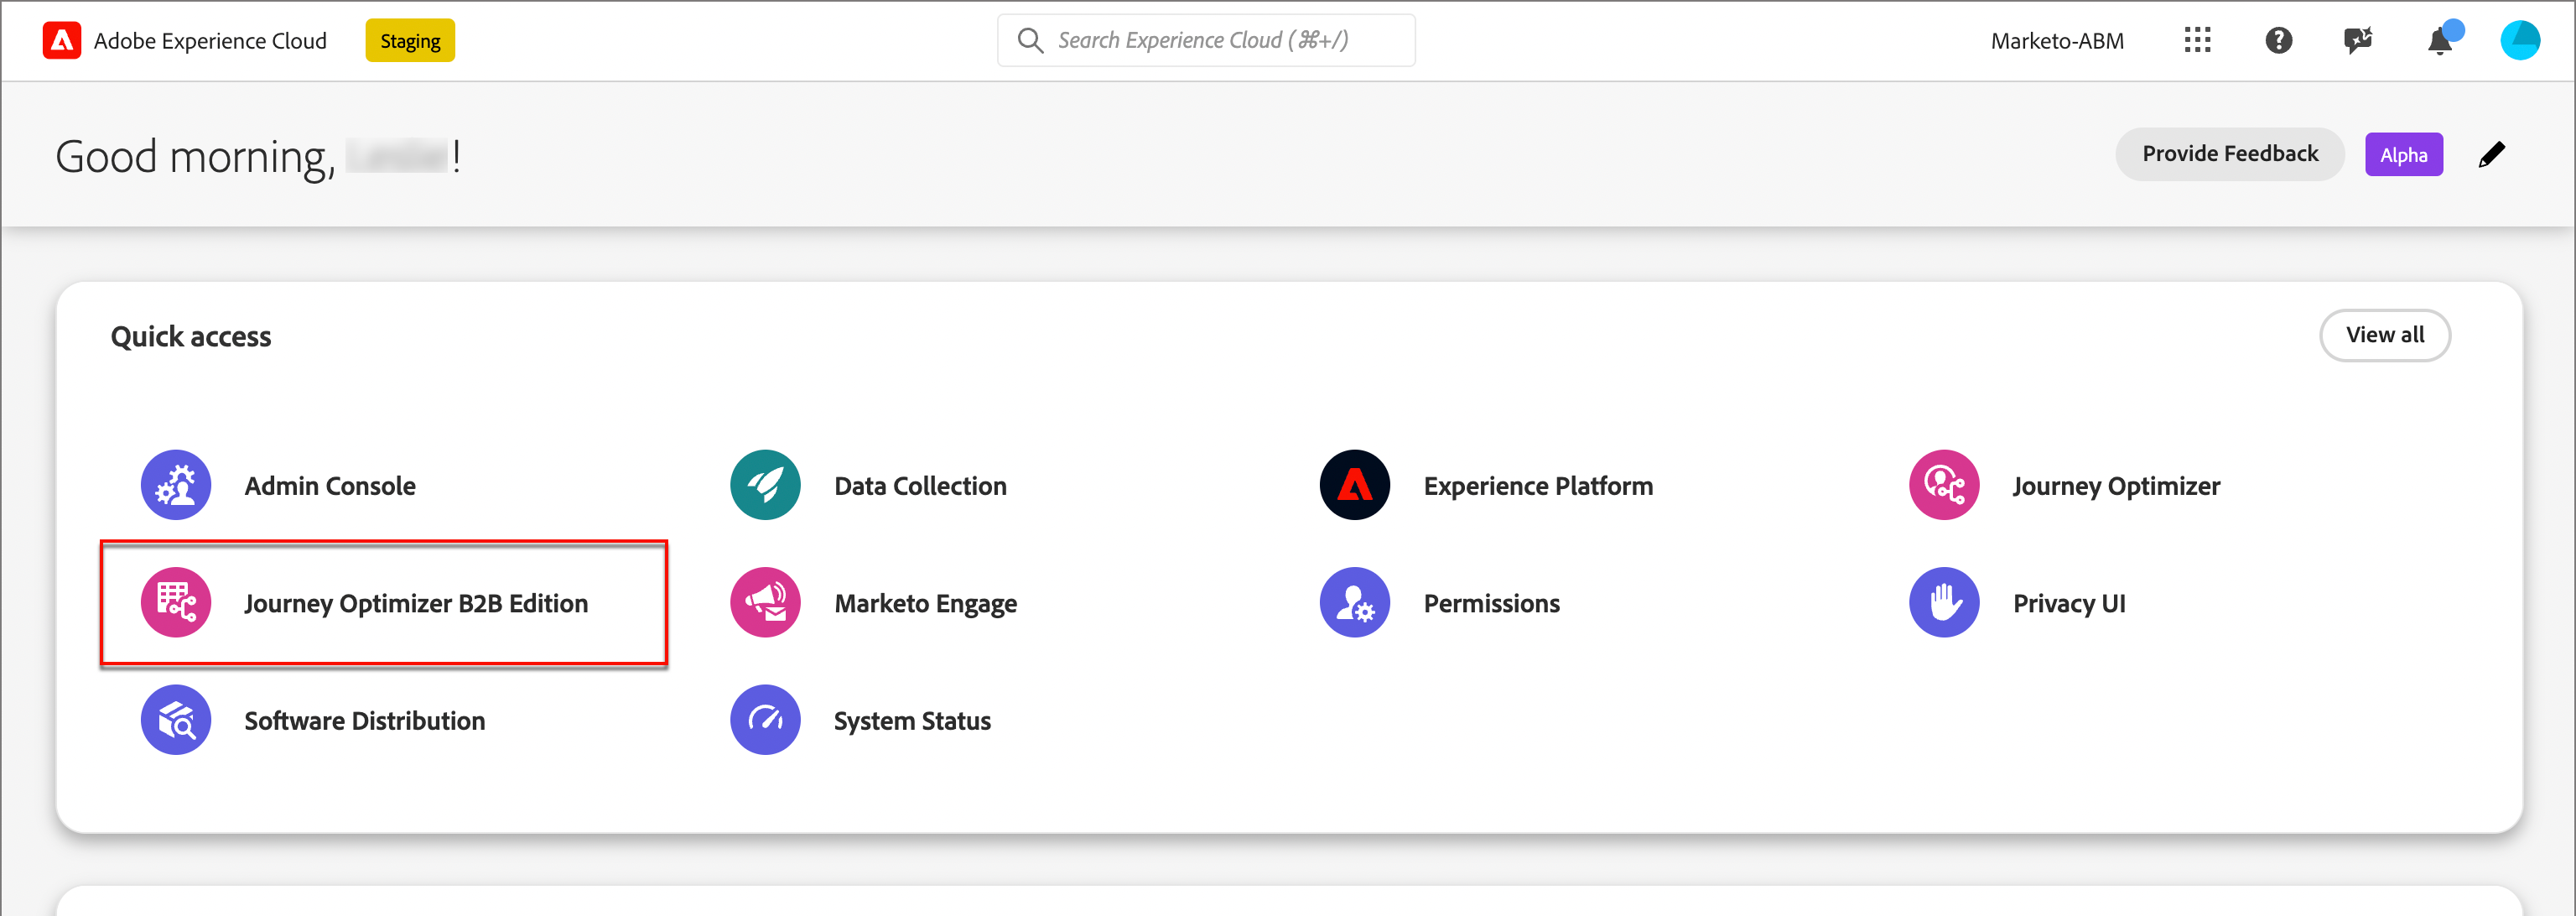 Adobe Experience Cloud
Staging
Search Experience Cloud (⌘+/)
Marketo-ABM
Good morning, !
Provide Feedback
Alpha
Quick access
View all
Admin Console
Data Collection
Experience Platform
Journey Optimizer
Journey Optimizer B2B Edition
Marketo Engage
Permissions
Privacy UI
Software Distribution
System Status